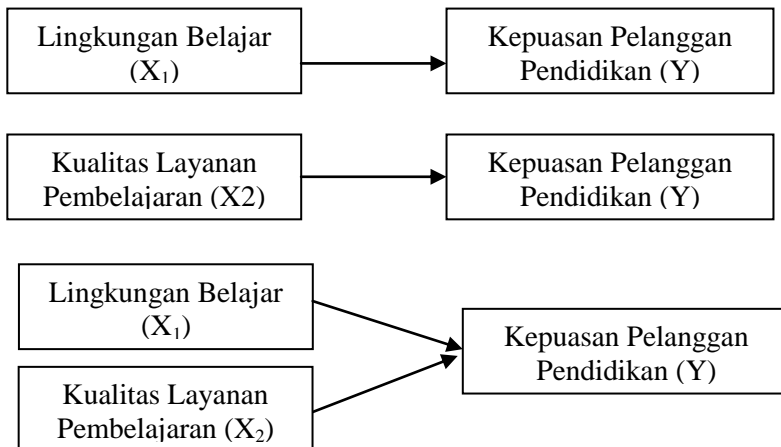 Lingkungan Belajar
(X₁)
Kepuasan Pelanggan
Pendidikan (Y)
Kualitas Layanan
Pembelajaran (X2)
Kepuasan Pelanggan
Pendidikan (Y)
Lingkungan Belajar
(X₁)
Kualitas Layanan
Pembelajaran (X₂)
Kepuasan Pelanggan
Pendidikan (Y)